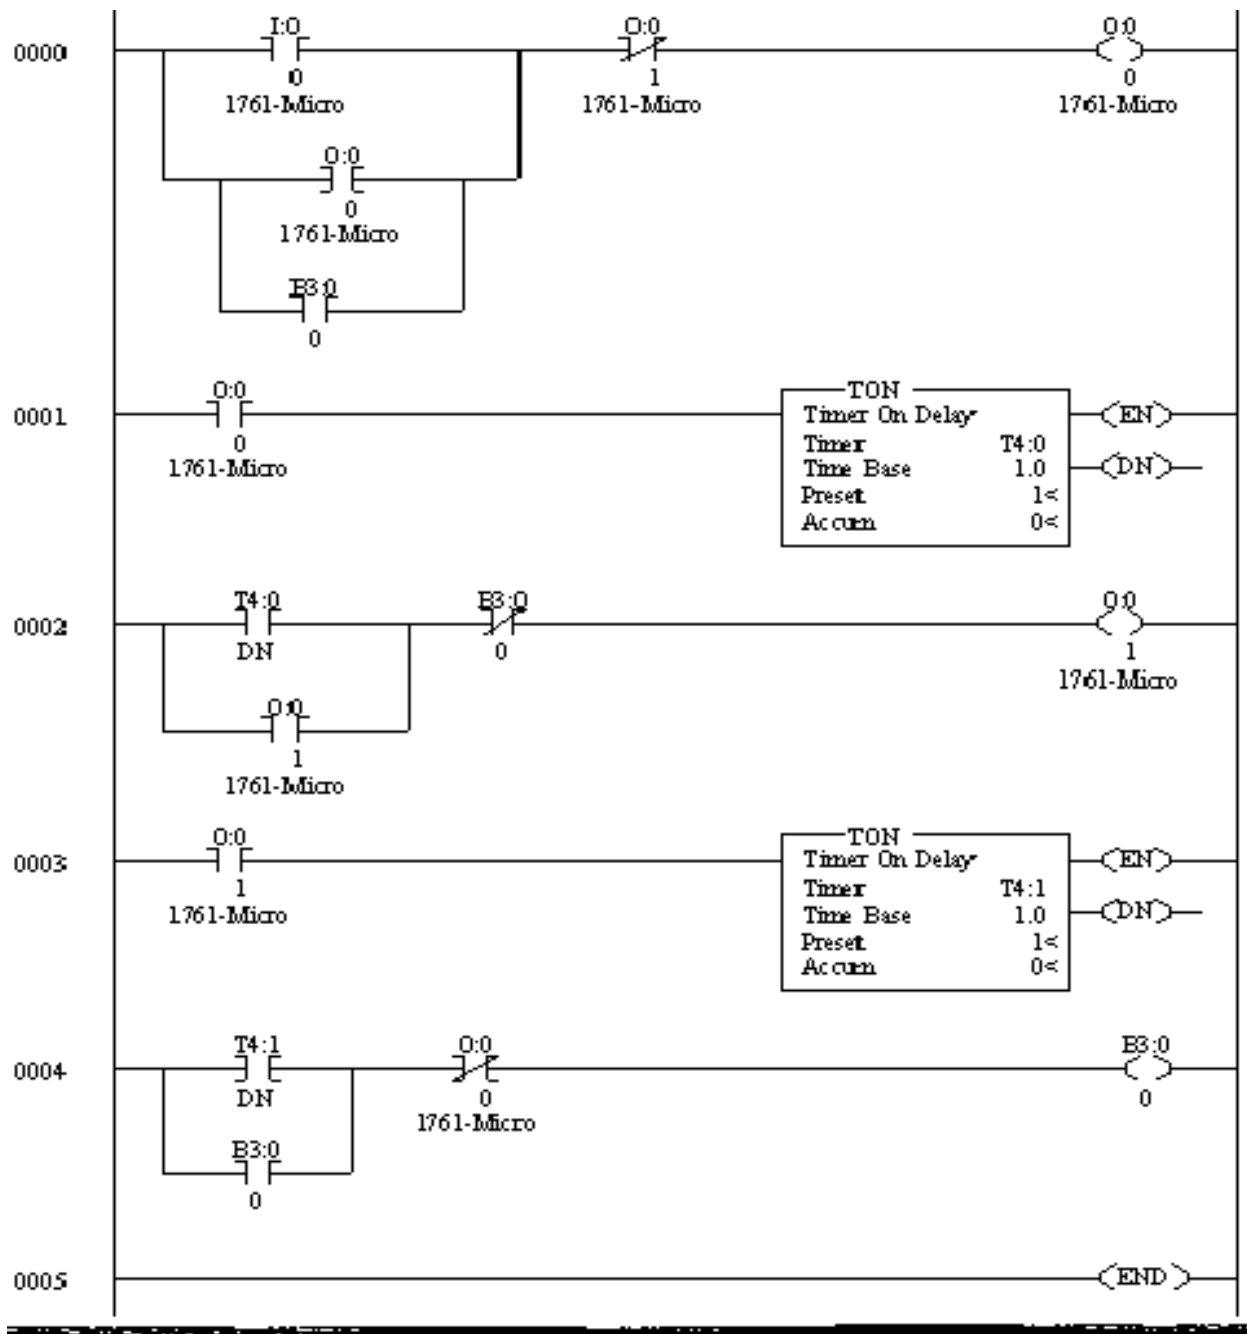 I:0
O:0
O:0
0000
0
1
0
1761-Micro
1761-Micro
1761-Micro
O:0
0
1761-Micro
B3:0
0
O:0
TON
0001
Timer On Delay
EN
0
Timer T4:0
1761-Micro
Time Base 1.0
DN
Preset 1<
Accum 0<
T4:0
B3:0
O:0
0002
DN
0
1
1761-Micro
O:0
1
1761-Micro
O:0
TON
0003
Timer On Delay
EN
1
Timer T4:1
1761-Micro
Time Base 1.0
DN
Preset 1<
Accum 0<
T4:1
O:0
B3:0
0004
DN
0
0
1761-Micro
B3:0
0
0005
END